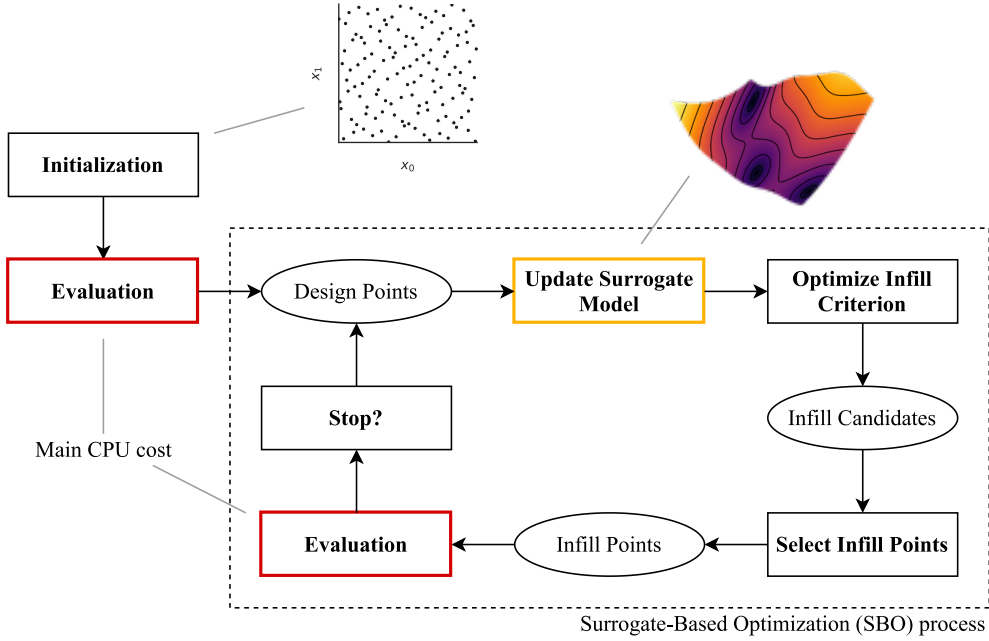 x₁
x₀
Initialization
Evaluation
Design Points
Update Surrogate
Model
Optimize Infill
Criterion
Stop?
Infill Candidates
Main CPU cost
Evaluation
Infill Points
Select Infill Points
Surrogate-Based Optimization (SBO) process